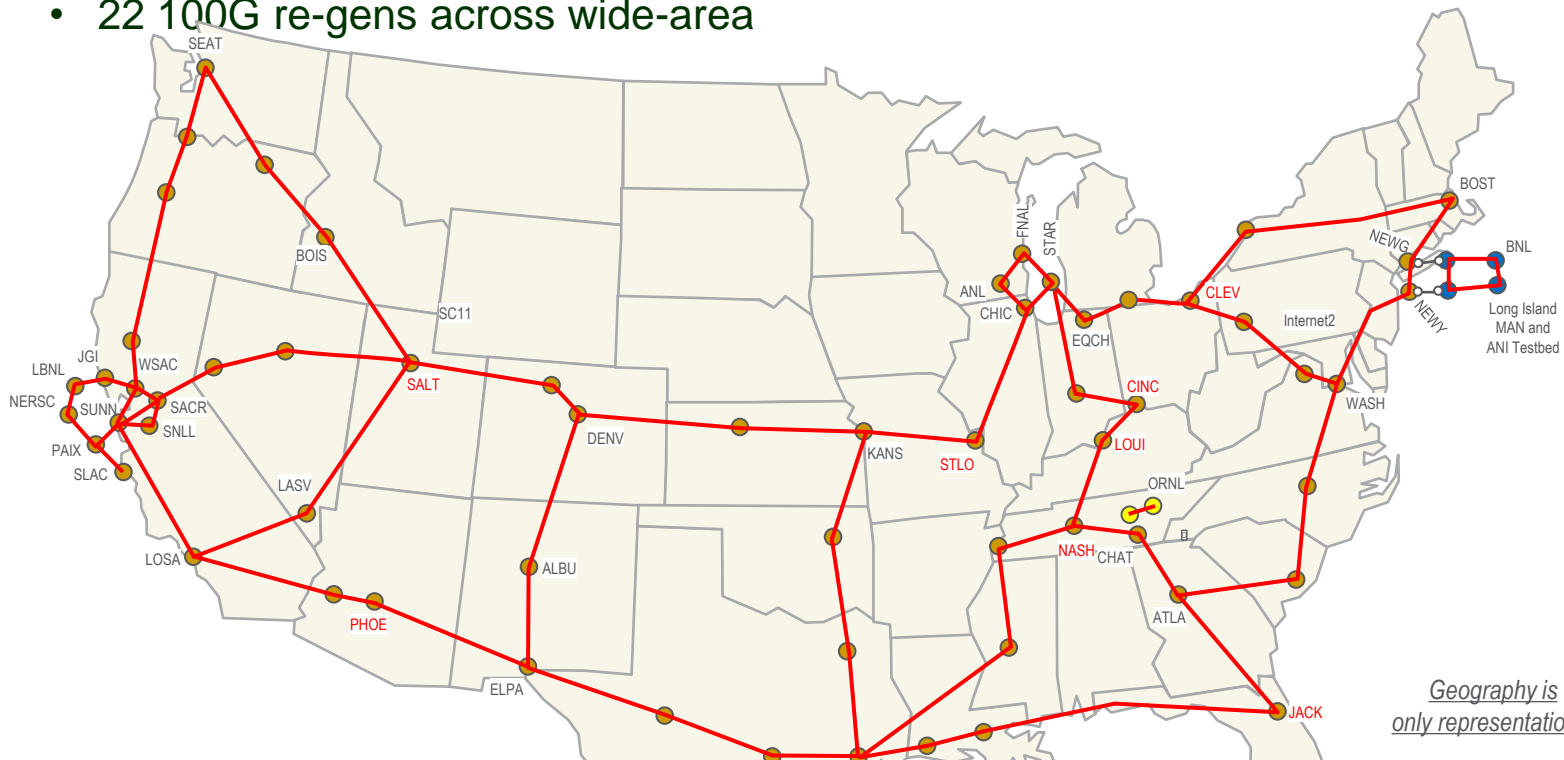 • 22 100G re-gens across wide-area
SEAT
BOIS
SC11
FNAL
STAR
ANL
CHIC
EQCH
CLEV
Internet2
BOST
NEWG
NEWY
BNL
Long Island
MAN and
ANI Testbed
JGI
WSAC
LBNL
NERSC
SUNN
SACR
SNLL
PAIX
SLAC
SALT
LASV
DENV
KANS
STLO
CINC
LOUI
WASH
ORNL
NASH
CHAT
LOSA
PHOE
ALBU
ELPA
ATLA
JACK
Geography is
only representatio